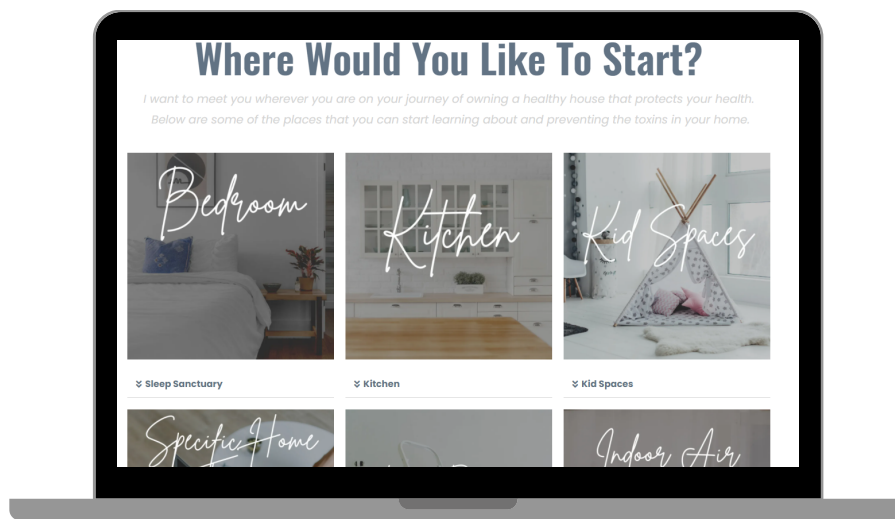 Where Would You Like To Start?
I want to meet you wherever you are on your journey of owning a healthy house that protects your health.
Below are some of the places that you can start learning about and preventing the toxins in your home.
Bedroom
Kitchen
Kid Spaces
Sleep Sanctuary
Kitchen
Kid Spaces
Specific Home
Indoor Air